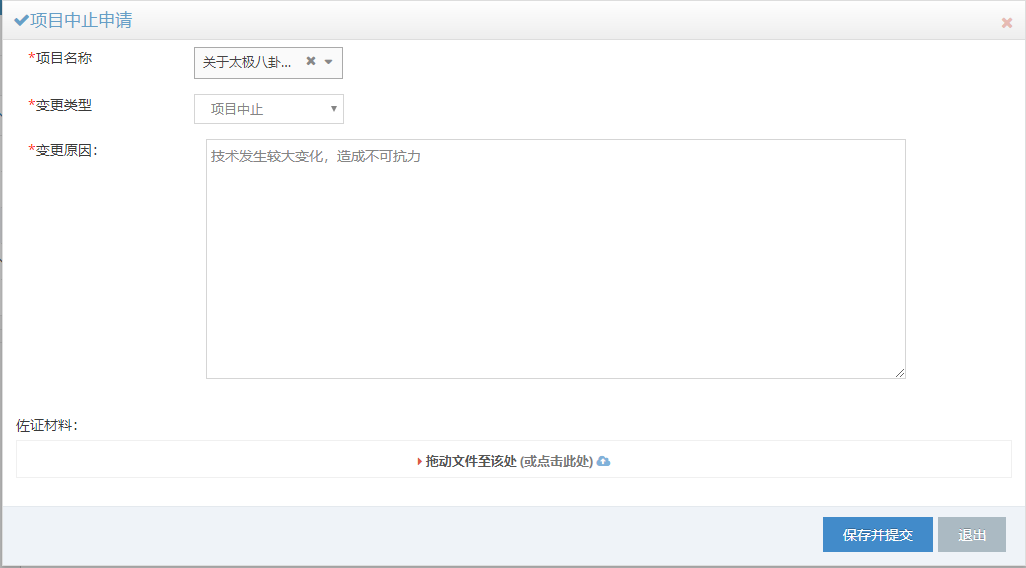 项目中止申请
*项目名称
关于太极八卦...
*变更类型
项目中止
*变更原因：
技术发生较大变化，造成不可抗力
佐证材料：
拖动文件至该处 (或点击此处)
保存并提交
退出